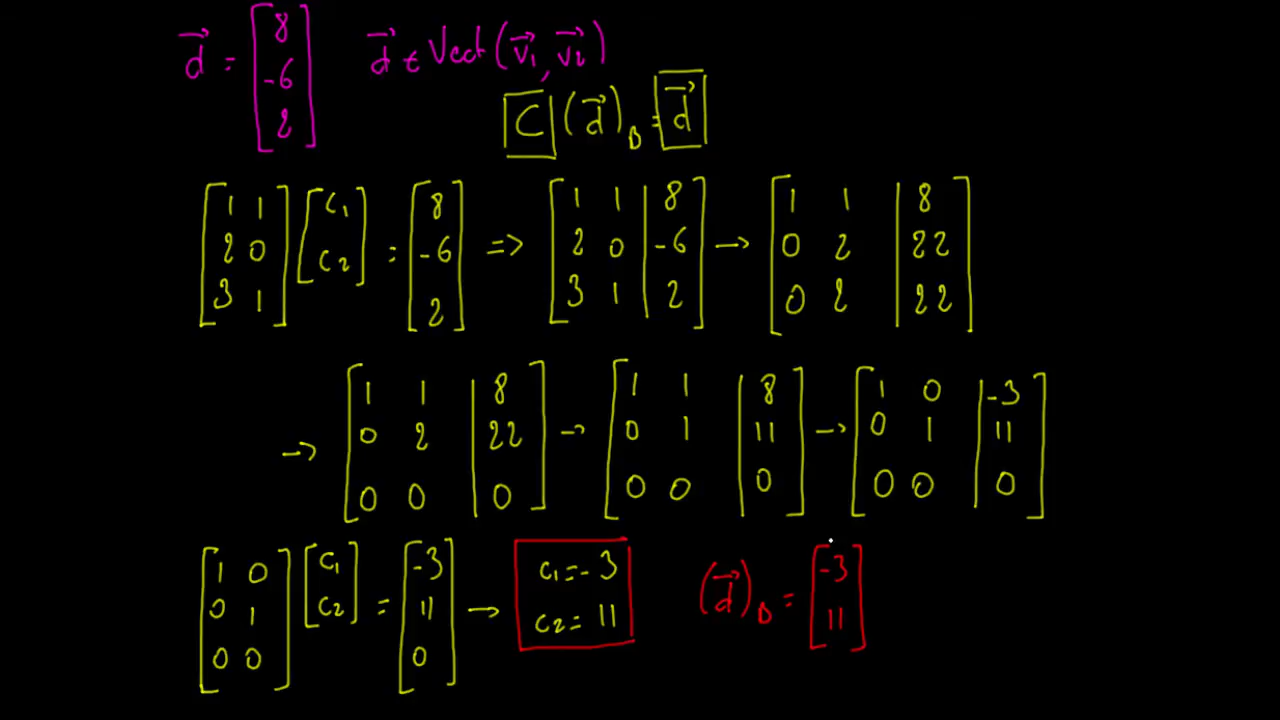 d⃗ = [8 -6 2] d⃗ ∈ Vect(v⃗1, v⃗2)
C (d⃗)B = d⃗
[1 1 2 0 3 1] [c1 c2] = [8 -6 2] => [1 1 | 8 2 0 | -6 3 1 | 2] → [1 1 | 8 0 2 | 22 0 2 | 22]
→ [1 1 | 8 0 2 | 22 0 0 | 0] → [1 1 | 8 0 1 | 11 0 0 | 0] → [1 0 | -3 0 1 | 11 0 0 | 0]
[1 0 0 1 0 0] [c1 c2] = [-3 11 0] → c1 = -3 c2 = 11 (d⃗)B = [-3 11]